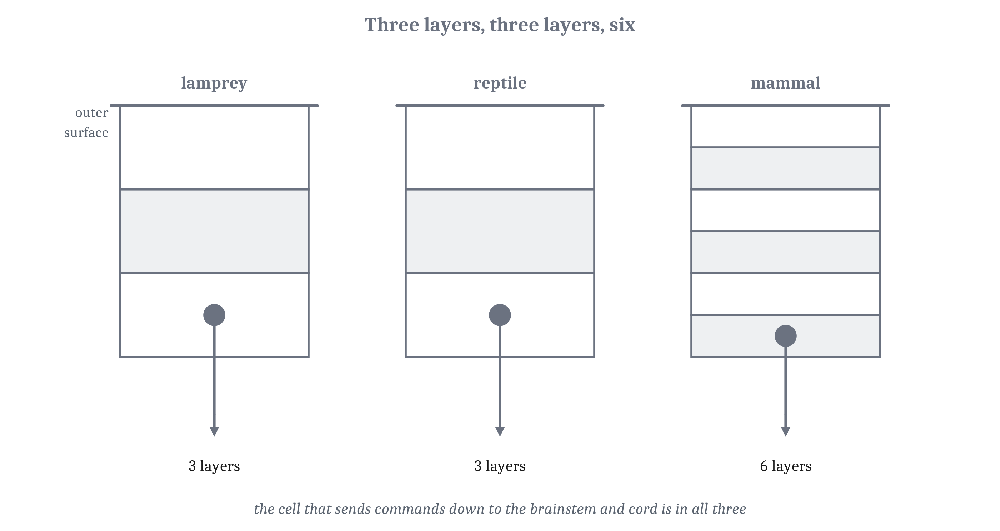 Three layers, three layers, six
lamprey
reptile
mammal
outer
surface
3 layers
3 layers
6 layers
the cell that sends commands down to the brainstem and cord is in all three